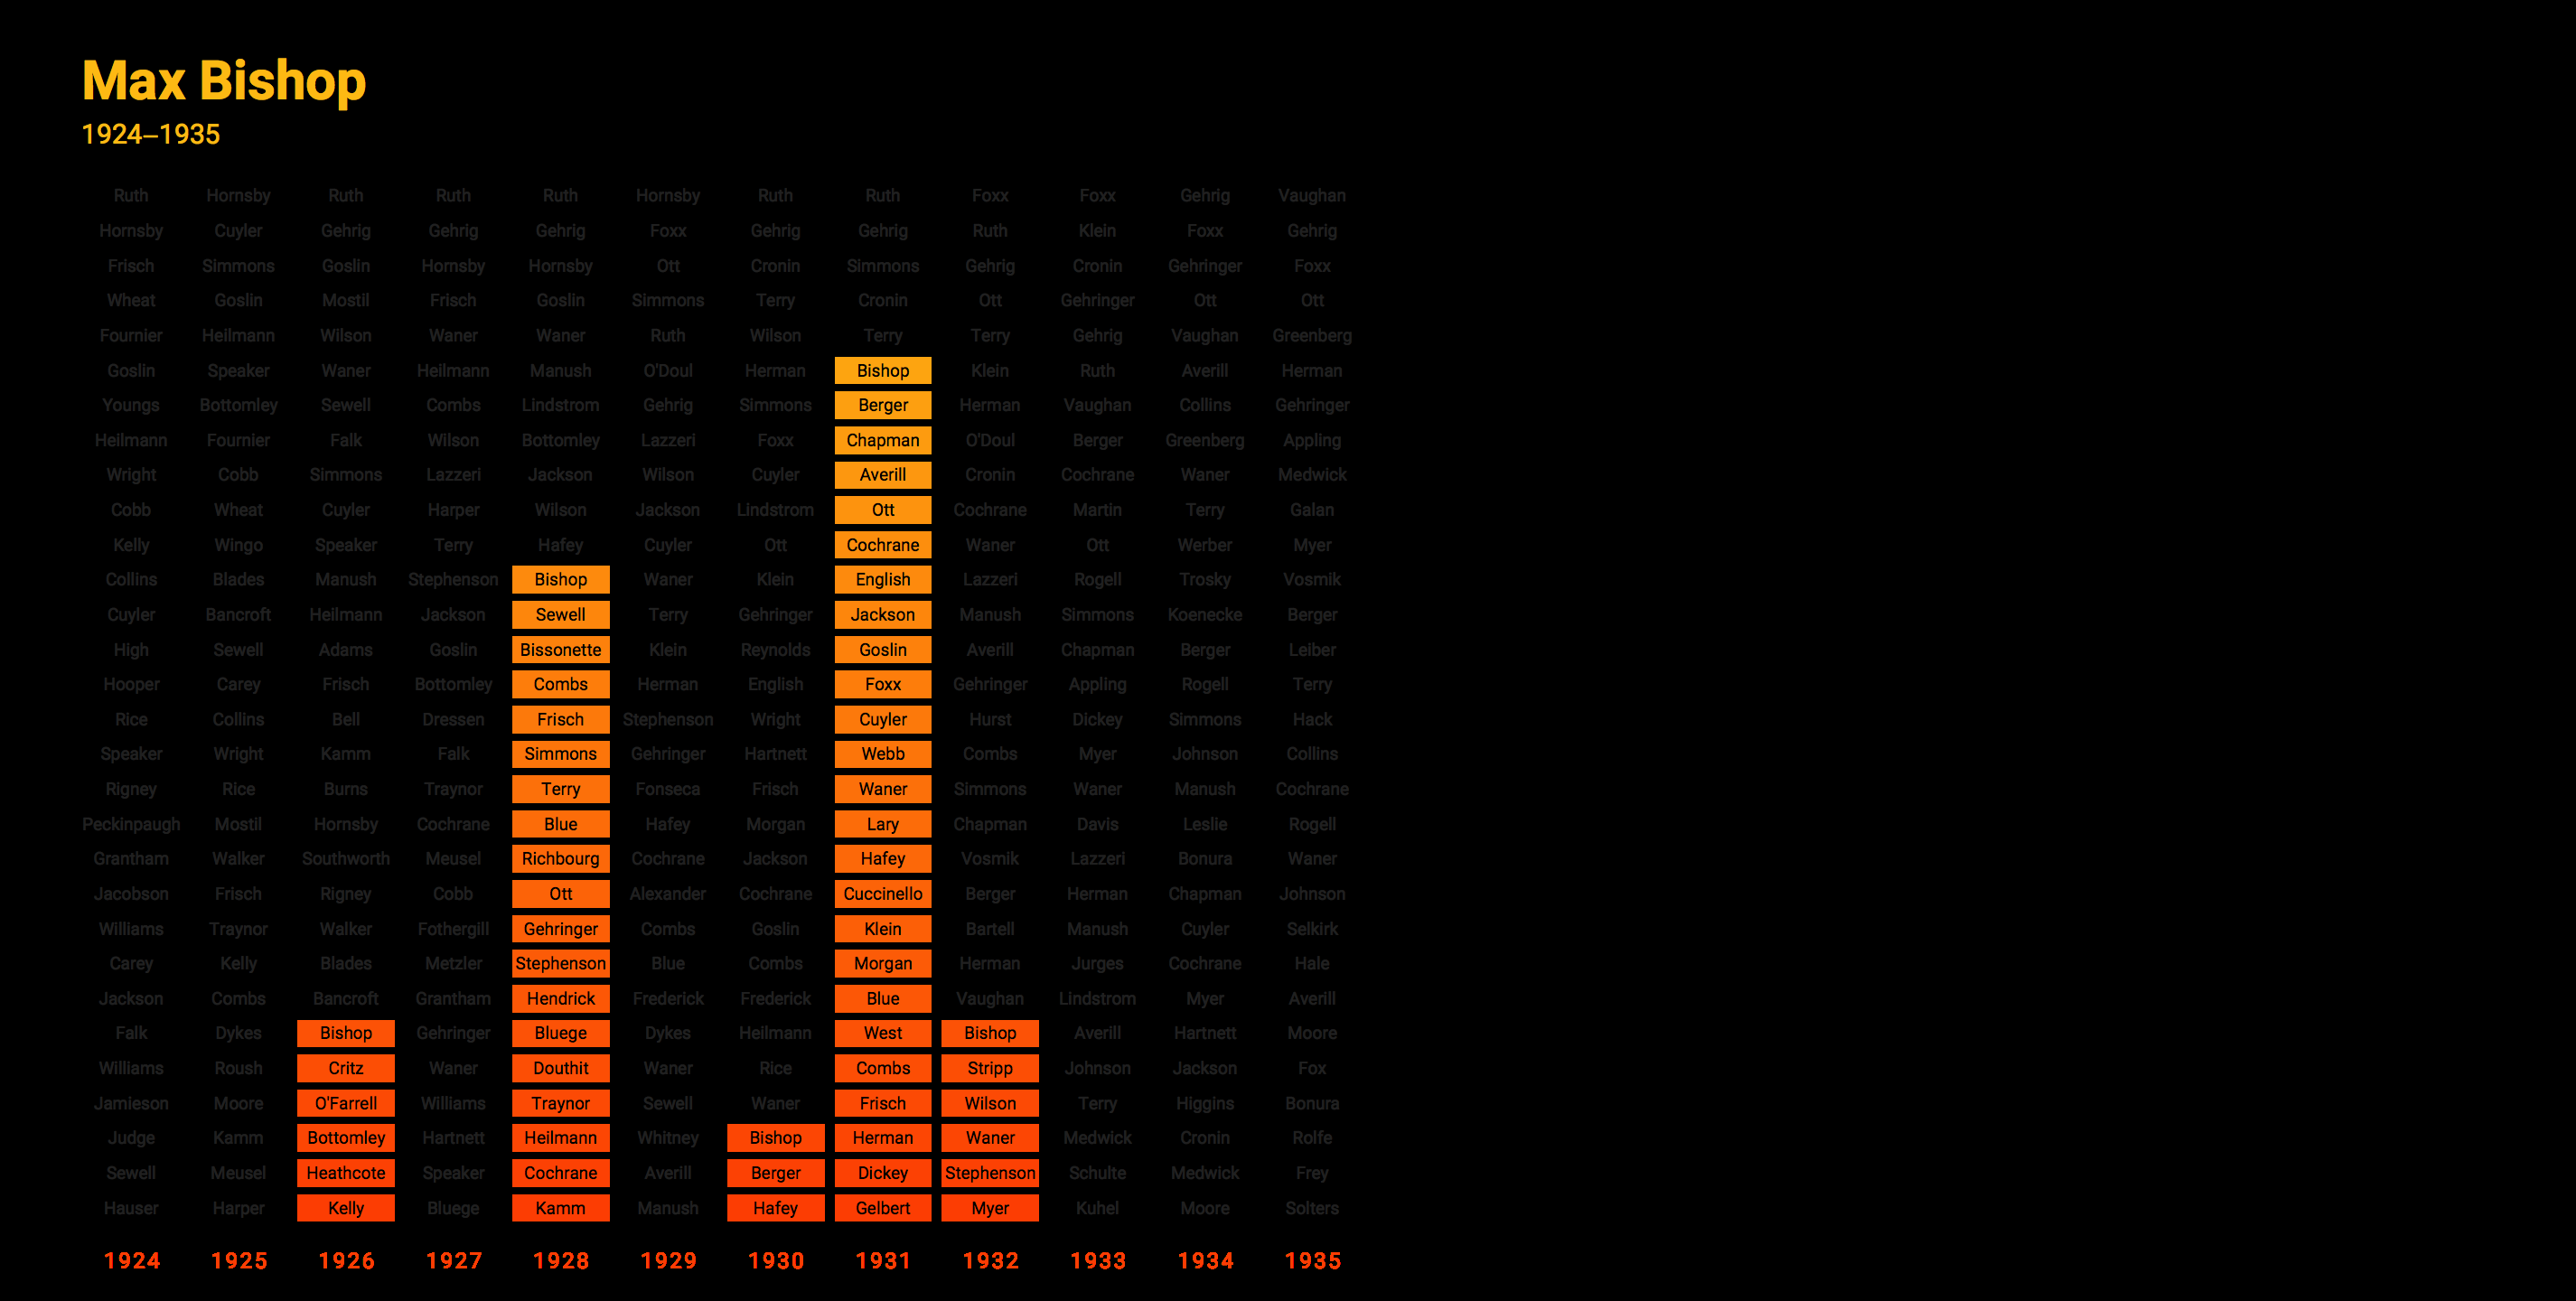 Max Bishop
1924–1935
Ruth Hornsby Ruth Ruth Ruth Hornsby Ruth Ruth Foxx Foxx Gehrig Vaughan
Hornsby Cuyler Gehrig Gehrig Gehrig Foxx Gehrig Gehrig Ruth Klein Foxx Gehrig
Frisch Simmons Goslin Hornsby Hornsby Ott Cronin Simmons Gehrig Cronin Gehringer Foxx
Wheat Goslin Mostil Frisch Goslin Simmons Terry Cronin Ott Gehringer Ott Ott
Fournier Heilmann Wilson Waner Waner Ruth Wilson Terry Terry Gehrig Vaughan Greenberg
Goslin Speaker Waner Heilmann Manush O'Doul Herman Bishop Klein Ruth Averill Herman
Youngs Bottomley Sewell Combs Lindstrom Gehrig Simmons Berger Herman Vaughan Collins Gehringer
Heilmann Fournier Falk Wilson Bottomley Lazzeri Foxx Chapman O'Doul Berger Greenberg Appling
Wright Cobb Simmons Lazzeri Jackson Wilson Cuyler Averill Cronin Cochrane Waner Medwick
Cobb Wheat Cuyler Harper Wilson Jackson Lindstrom Ott Cochrane Martin Terry Galan
Kelly Wingo Speaker Terry Hafey Cuyler Ott Cochrane Waner Ott Werber Myer
Collins Blades Manush Stephenson Bishop Waner Klein English Lazzeri Rogell Trosky Vosmik
Cuyler Bancroft Heilmann Jackson Sewell Terry Gehringer Jackson Manush Simmons Koenecke Berger
High Sewell Adams Goslin Bissonette Klein Reynolds Goslin Averill Chapman Berger Leiber
Hooper Carey Frisch Bottomley Combs Herman English Foxx Gehringer Appling Rogell Terry
Rice Collins Bell Dressen Frisch Stephenson Wright Cuyler Hurst Dickey Simmons Hack
Speaker Wright Kamm Falk Simmons Gehringer Hartnett Webb Combs Myer Johnson Collins
Rigney Rice Burns Traynor Terry Fonseca Frisch Waner Simmons Waner Manush Cochrane
Peckinpaugh Mostil Hornsby Cochrane Blue Hafey Morgan Lary Chapman Davis Leslie Rogell
Grantham Walker Southworth Meusel Richbourg Cochrane Jackson Hafey Vosmik Lazzeri Bonura Waner
Jacobson Frisch Rigney Cobb Ott Alexander Cochrane Cuccinello Berger Herman Chapman Johnson
Williams Traynor Walker Fothergill Gehringer Combs Goslin Klein Bartell Manush Cuyler Selkirk
Carey Kelly Blades Metzler Stephenson Blue Combs Morgan Herman Jurges Cochrane Hale
Jackson Combs Bancroft Grantham Hendrick Frederick Frederick Blue Vaughan Lindstrom Myer Averill
Falk Dykes Bishop Gehringer Bluege Dykes Heilmann West Bishop Averill Hartnett Moore
Williams Roush Critz Waner Douthit Waner Rice Combs Stripp Johnson Jackson Fox
Jamieson Moore O'Farrell Williams Traynor Sewell Waner Frisch Wilson Terry Higgins Bonura
Judge Kamm Bottomley Hartnett Heilmann Whitney Bishop Herman Waner Medwick Cronin Rolfe
Sewell Meusel Heathcote Speaker Cochrane Averill Berger Dickey Stephenson Schulte Medwick Frey
Hauser Harper Kelly Bluege Kamm Manush Hafey Gelbert Myer Kuhel Moore Solters
1924 1925 1926 1927 1928 1929 1930 1931 1932 1933 1934 1935